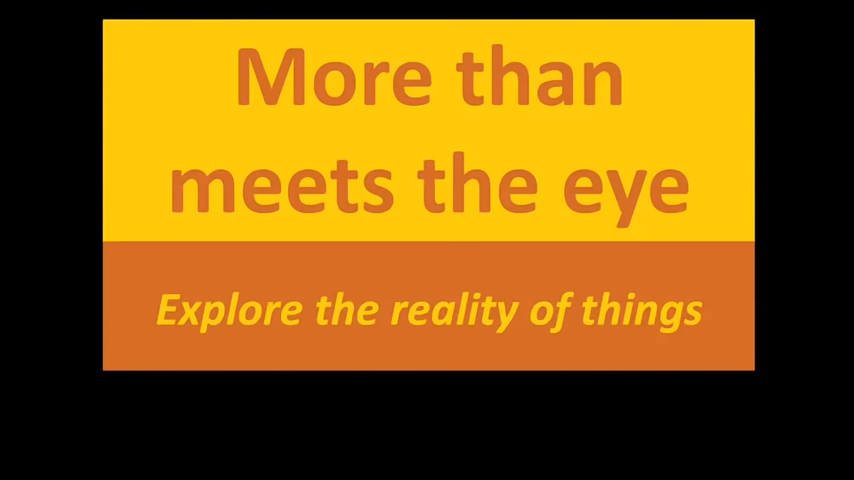 More than
meets the eye
Explore the reality of things